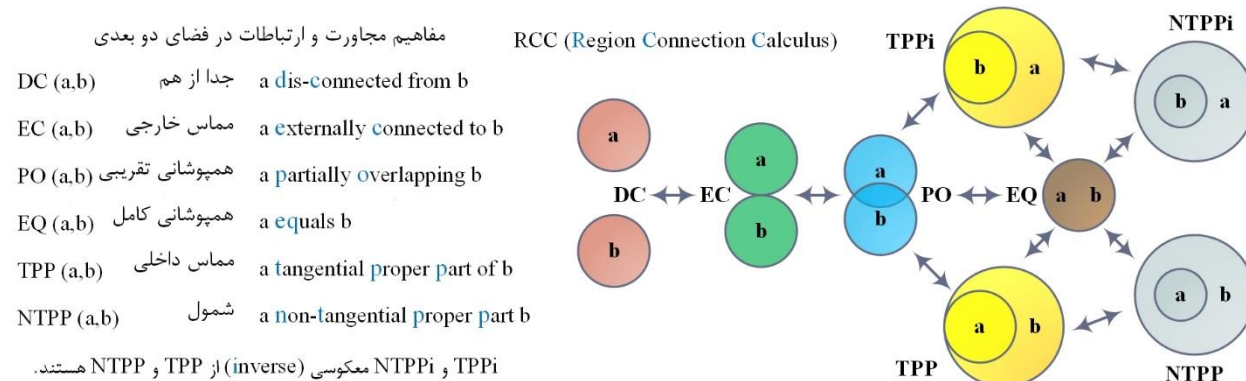 مفاهیم مجاورت و ارتباطات در فضای دو بعدی
RCC (Region Connection Calculus)
DC (a,b) جدا از هم a dis-connected from b
EC (a,b) مماس خارجی a externally connected to b
PO (a,b) همپوشانی تقریبی a partially overlapping b
EQ (a,b) همپوشانی کامل a equals b
TPP (a,b) مماس داخلی a tangential proper part of b
NTPP (a,b) شمول a non-tangential proper part b
TPPi و NTPPi معکوسی (inverse) از TPP و NTPP هستند.
a
b
DC
EC
a
b
a
b
PO
EQ
a b
TPPi
b a
NTPPi
b a
a b
TPP
a b
NTPP